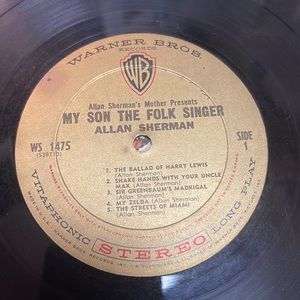 WARNER BROS.
RECORDS
WB
Allan Sherman's Mother Presents
MY SON THE FOLK SINGER
ALLAN SHERMAN
WS 1475
SIDE
1
1. THE BALLAD OF HARRY LEWIS
(Allan Sherman)
2. SHAKE HANDS WITH YOUR UNCLE
MAX (Allan Sherman)
3. SIR GREENBAUM'S MADRIGAL
(Allan Sherman)
4. MY ZELDA (Allan Sherman)
5. THE STREETS OF MIAMI
(Allan Sherman)
VITAPHONIC STEREO LONG PLAY